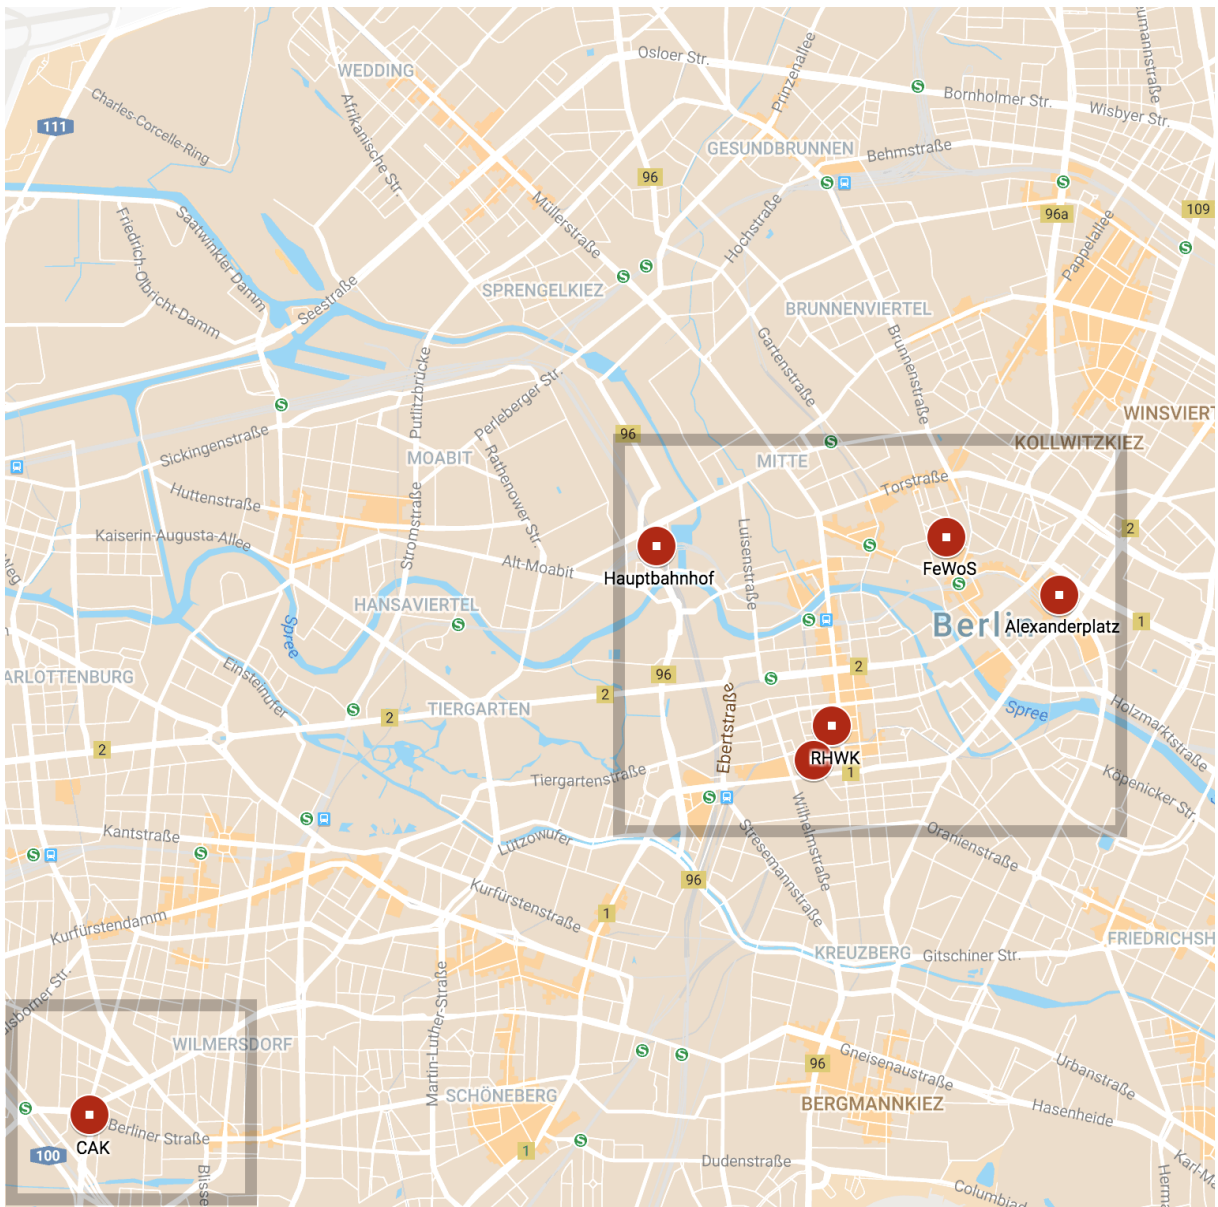 WEDDING
Osloer Str.
Prinzenallee
Bornholmer Str.
Wisbyer Str.
Charles-Corcelle-Ring
111
Afrikanische Str.
GESUNDBRUNNEN
Behmstraße
96
96a
109
Friedrich-Olbricht-Damm
Saatwinkler Damm
Müllerstraße
Hochstraße
Pappelallee
Seestraße
SPRENGELKIEZ
BRUNNENVIERTEL
Gartenstraße
Brunnenstraße
Putlitzbrücke
Perleberger Str.
WINSVIERT
Sickingenstraße
MOABIT
Rathenower Str.
96
MITTE
KOLLWITZKIEZ
Huttenstraße
Stromstraße
Torstraße
Kaiserin-Augusta-Allee
Luisenstraße
2
Alt-Moabit
Hauptbahnhof
FeWoS
HANSAVIERTEL
Spree
Berlin
Alexanderplatz
1
ARLOTTENBURG
Einsteinufer
96
2
2
2
2
TIERGARTEN
Ebertstraße
Spree
Holzmarktstraße
Tiergartenstraße
RHWK
1
Köpenicker Str.
Kantstraße
Lützowufer
Stresemannstraße
Wilhelmstraße
Oranienstraße
96
Kurfürstenstraße
1
Kurfürstendamm
KREUZBERG
Gitschiner Str.
FRIEDRICHSH
WILMERSDORF
Martin-Luther-Straße
96
Gneisenaustraße
Urbanstraße
SCHÖNEBERG
BERGMANNKIEZ
Hasenheide
CAK
Berliner Straße
100
Blisse
1
Dudenstraße
Columbiad
Karl-Ma
Herma